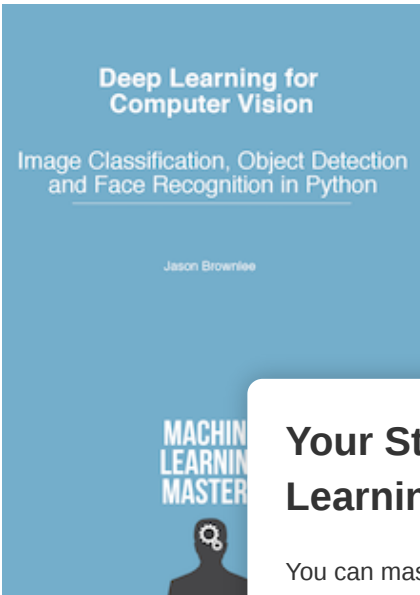 Deep Learning for
Computer Vision
Image Classification, Object Detection
and Face Recognition in Python
Jason Brownlee
MACHIN
LEARNIN
MASTER
Your St
Learnin
You can mas